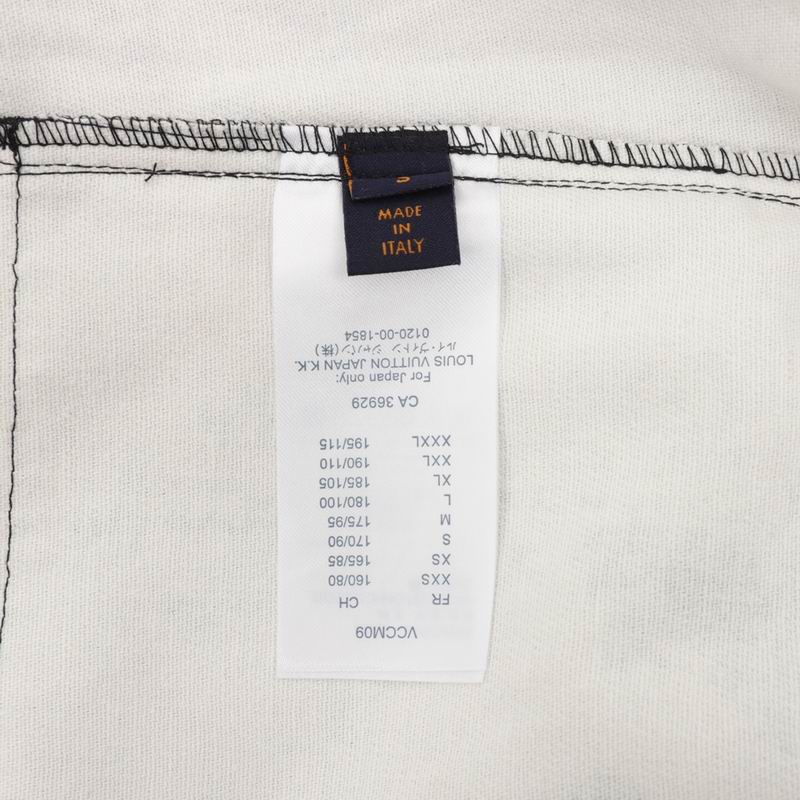 S
MADE
IN
ITALY
VCCM09
FR CH
XXS 160/80
XS 165/85
S 170/90
M 175/95
L 180/100
XL 185/105
XXL 190/110
XXXL 195/115
CA 36929
For Japan only:
LOUIS VUITTON JAPAN K.K.
ルイ・ヴィトン ジャパン(株)
0120-00-1854